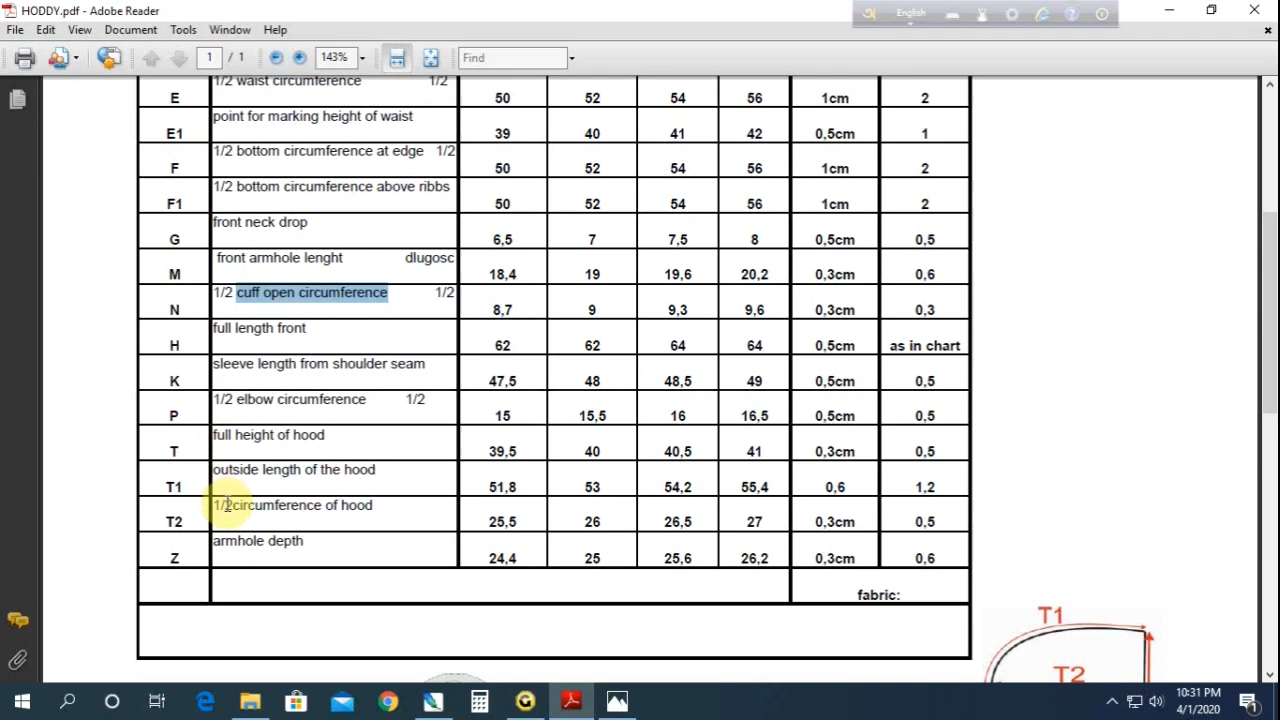 HODDY.pdf - Adobe Reader
English
File Edit View Document Tools Window Help
1 / 1 143% Find
1/2 waist circumference 1/2
E 50 52 54 56 1cm 2
point for marking height of waist
E1 39 40 41 42 0,5cm 1
1/2 bottom circumference at edge 1/2
F 50 52 54 56 1cm 2
1/2 bottom circumference above ribbs
F1 50 52 54 56 1cm 2
front neck drop
G 6,5 7 7,5 8 0,5cm 0,5
front armhole lenght dlugosc
M 18,4 19 19,6 20,2 0,3cm 0,6
1/2 cuff open circumference 1/2
N 8,7 9 9,3 9,6 0,3cm 0,3
full length front
H 62 62 64 64 0,5cm as in chart
sleeve length from shoulder seam
K 47,5 48 48,5 49 0,5cm 0,5
1/2 elbow circumference 1/2
P 15 15,5 16 16,5 0,5cm 0,5
full height of hood
T 39,5 40 40,5 41 0,3cm 0,5
outside length of the hood
T1 51,8 53 54,2 55,4 0,6 1,2
1/2circumference of hood
T2 25,5 26 26,5 27 0,3cm 0,5
armhole depth
Z 24,4 25 25,6 26,2 0,3cm 0,6
fabric:
T1
T2
10:31 PM
4/1/2020
1